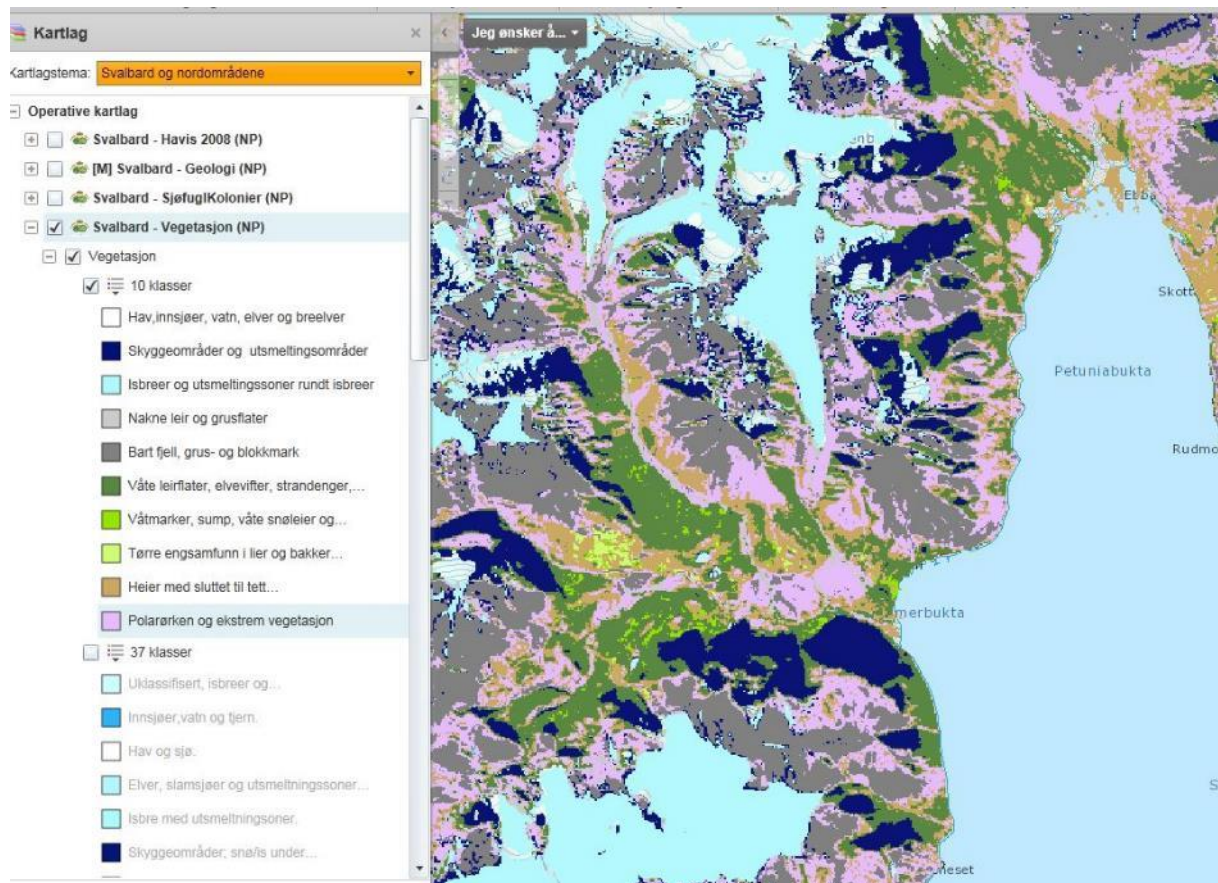 Kartlag
Jeg ønsker å...
Kartlagstema: Svalbard og nordområdene
Operative kartlag
Svalbard - Havis 2008 (NP)
[M] Svalbard - Geologi (NP)
Svalbard - SjøfuglKolonier (NP)
Svalbard - Vegetasjon (NP)
Vegetasjon
10 klasser
Hav,innsjøer, vatn, elver og breelver
Skyggeområder og utsmeltingsområder
Isbreer og utsmeltingssoner rundt isbreer
Nakne leir og grusflater
Bart fjell, grus- og blokkmark
Våte leirflater, elvevifter, strandenger,...
Våtmarker, sump, våte snøleier og...
Tørre engsamfunn i lier og bakker...
Heier med sluttet til tett...
Polarørken og ekstrem vegetasjon
37 klasser
Uklassifisert, isbreer og...
Innsjøer,vatn og tjern.
Hav og sjø.
Elver, slamsjøer og utsmeltningssoner...
Isbre med utsmeltningsoner.
Skyggeområder; snø/is under...
Ebba
Skott
Petuniabukta
Rudmo
merbukta
neset